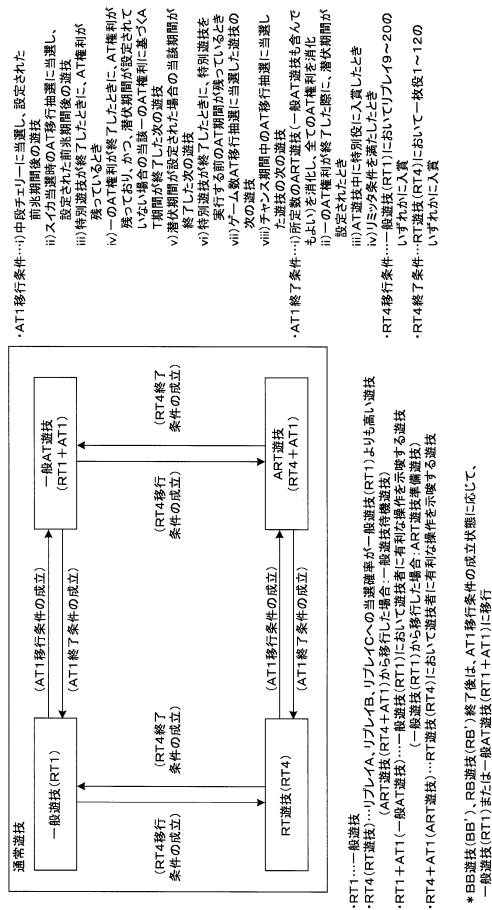 通常遊技
一般遊技(RT1)
(AT1移行条件の成立)
(AT1終了条件の成立)
一般AT遊技
(RT1+AT1)
(RT4移行
条件の成立)
(RT4終了
条件の成立)
(RT4移行
条件の成立)
(RT4終了
条件の成立)
RT遊技(RT4)
(AT1移行条件の成立)
(AT1終了条件の成立)
ART遊技
(RT4+AT1)
・AT1移行条件…i)中段チェリーに当選し、設定された
前兆期間後の遊技
ii)スイカ当選時のAT移行抽選に当選し、
設定された前兆期間後の遊技
iii)特別遊技が終了したときに、AT権利が
残っているとき
iv)一のAT権利が終了したときに、AT権利が
残っており、かつ、潜伏期間が設定されて
いない場合の当該一のAT権利に基づくA
T期間が終了した次の遊技
v)潜伏期間が設定された場合の当該期間が
終了した次の遊技
vi)特別遊技が終了したときに、特別遊技を
実行する前のAT期間が残っているとき
vii)ゲーム数AT移行抽選に当選した遊技の
次の遊技
viii)チャンス期間中のAT移行抽選に当選し
た遊技の次の遊技
・AT1終了条件…i)所定数のART遊技(一般AT遊技も含んで
もよい)を消化し、全てのAT権利を消化
ii)一のAT権利が終了した際に、潜伏期間が
設定されたとき
iii)AT遊技中に特別役に入賞したとき
iv)リミッタ条件を満たしたとき
・RT4移行条件…一般遊技(RT1)においてリプレイ9~20の
いずれかに入賞
・RT4終了条件…RT遊技(RT4)において一枚役1~12の
いずれかに入賞
・RT1…一般遊技
・RT4(RT遊技)…リプレイA、リプレイB、リプレイCへの当選確率が一般遊技(RT1)よりも高い遊技
(ART遊技(RT4+AT1)から移行した場合:一般遊技待機遊技)
・RT1+AT1(一般AT遊技)…一般遊技(RT1)において遊技者に有利な操作を示唆する遊技
(一般遊技(RT1)から移行した場合:ART遊技準備遊技)
・RT4+AT1(ART遊技)…RT遊技(RT4)において遊技者に有利な操作を示唆する遊技
*BB遊技(BB')、RB遊技(RB')終了後は、AT1移行条件の成立状態に応じて、
一般遊技(RT1)または一般AT遊技(RT1+AT1)に移行